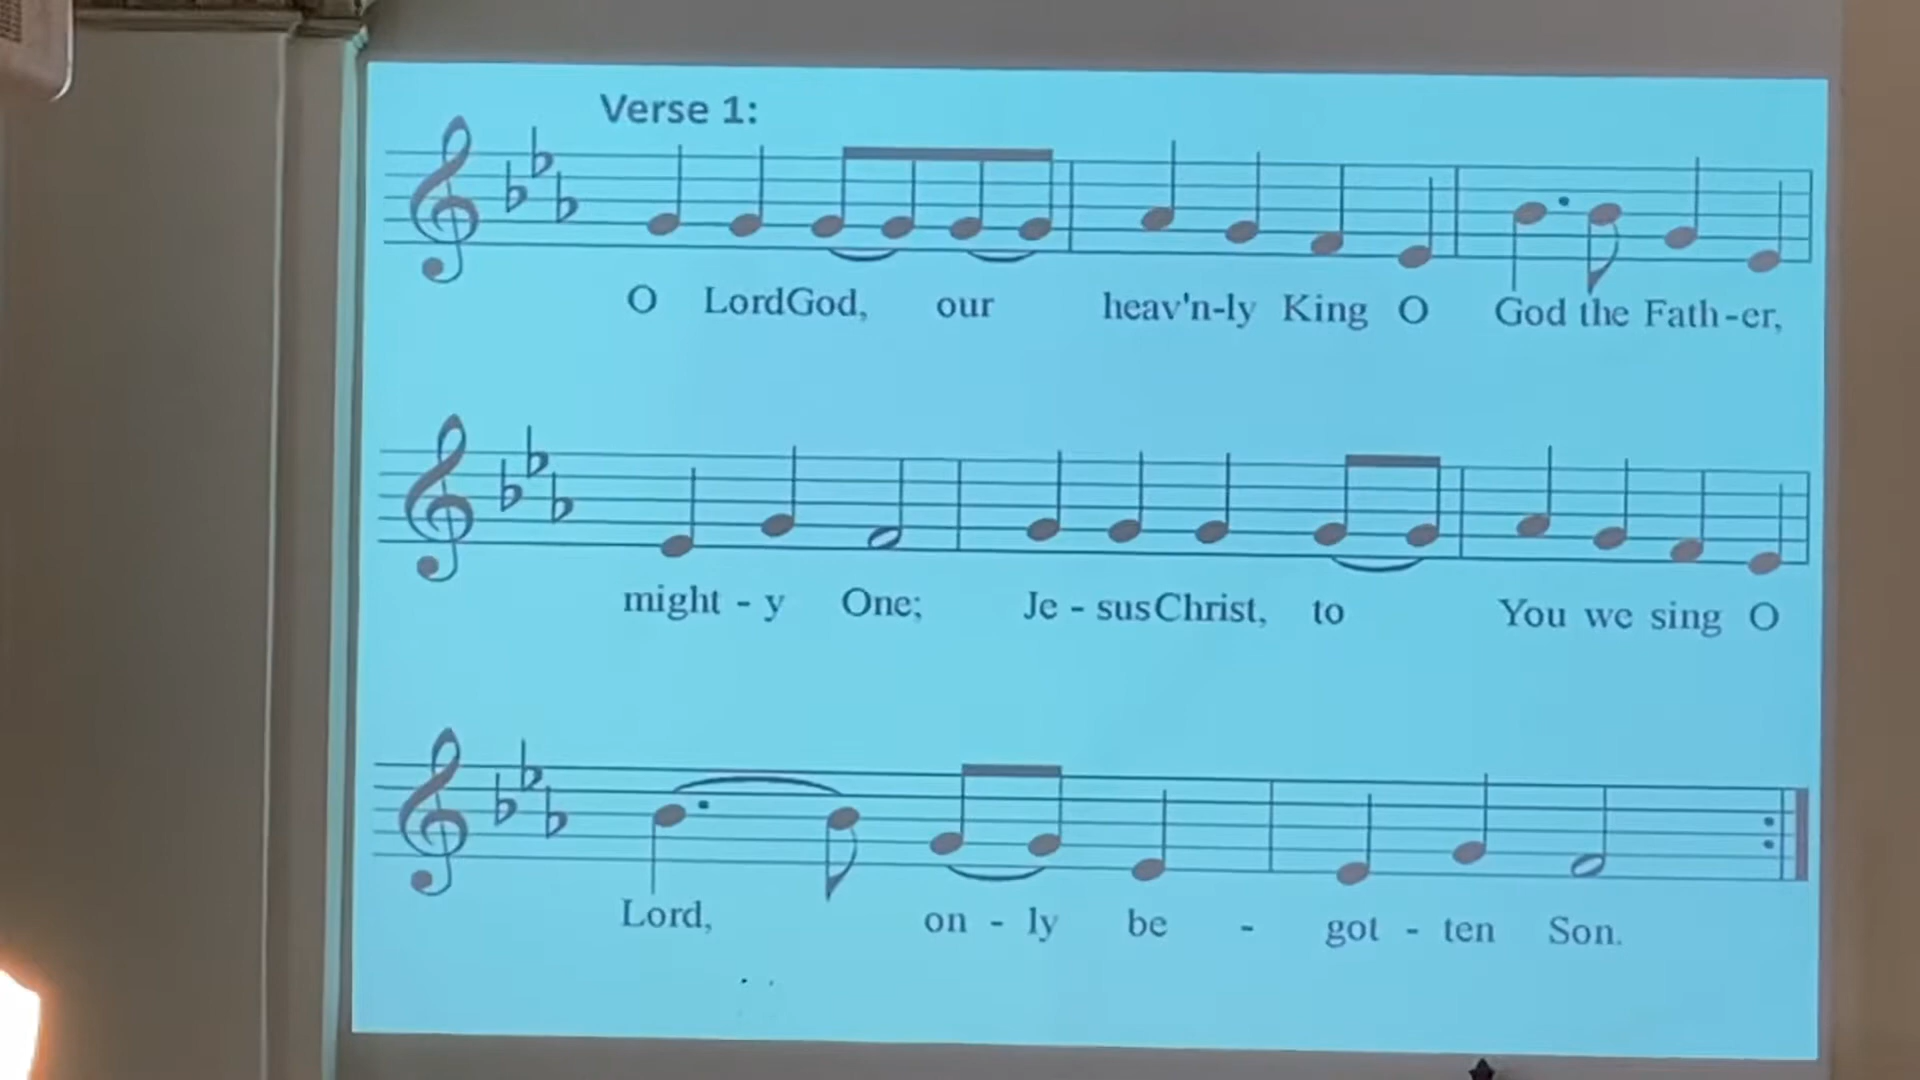 Verse 1:
O LordGod, our heav'n-ly King O God the Fath-er,
might - y One; Je - susChrist, to You we sing O
Lord, on - ly be - got - ten Son.